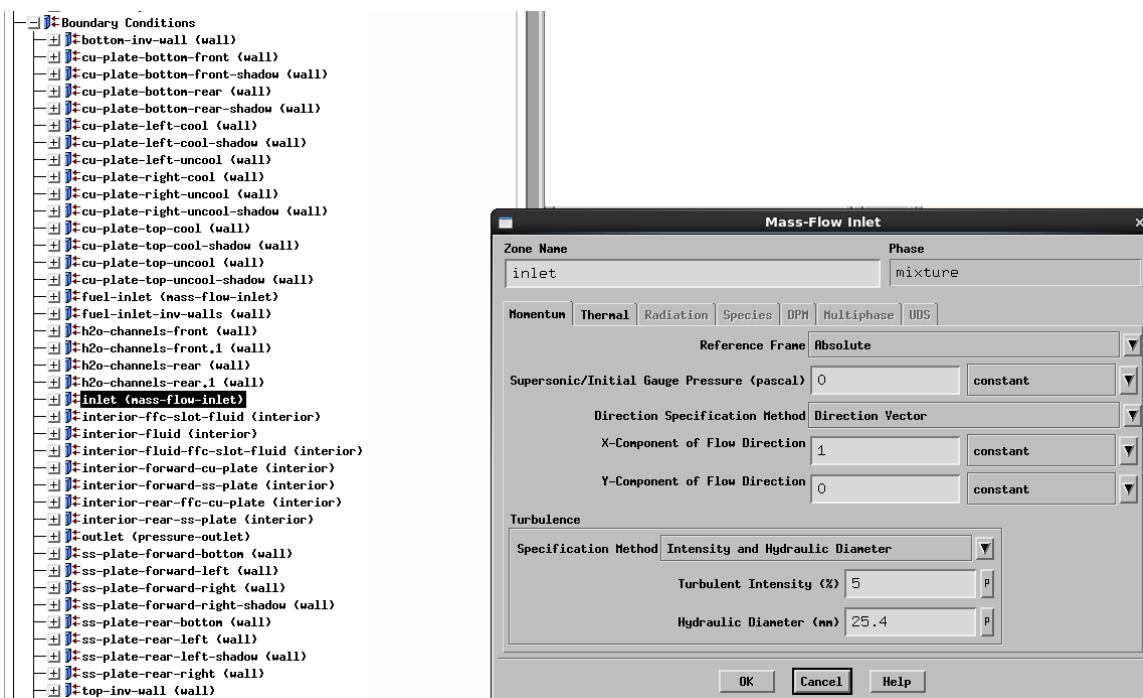 Boundary Conditions
bottom-inv-wall (wall)
cu-plate-bottom-front (wall)
cu-plate-bottom-front-shadow (wall)
cu-plate-bottom-rear (wall)
cu-plate-bottom-rear-shadow (wall)
cu-plate-left-cool (wall)
cu-plate-left-cool-shadow (wall)
cu-plate-left-uncool (wall)
cu-plate-right-cool (wall)
cu-plate-right-uncool (wall)
cu-plate-right-uncool-shadow (wall)
cu-plate-top-cool (wall)
cu-plate-top-cool-shadow (wall)
cu-plate-top-uncool (wall)
cu-plate-top-uncool-shadow (wall)
fuel-inlet (mass-flow-inlet)
fuel-inlet-inv-walls (wall)
h2o-channels-front (wall)
h2o-channels-front.1 (wall)
h2o-channels-rear (wall)
h2o-channels-rear.1 (wall)
inlet (mass-flow-inlet)
interior-ffc-slot-fluid (interior)
interior-fluid (interior)
interior-fluid-ffc-slot-fluid (interior)
interior-forward-cu-plate (interior)
interior-forward-ss-plate (interior)
interior-rear-ffc-cu-plate (interior)
interior-rear-ss-plate (interior)
outlet (pressure-outlet)
ss-plate-forward-bottom (wall)
ss-plate-forward-left (wall)
ss-plate-forward-right (wall)
ss-plate-forward-right-shadow (wall)
ss-plate-rear-bottom (wall)
ss-plate-rear-left (wall)
ss-plate-rear-left-shadow (wall)
ss-plate-rear-right (wall)
top-inv-wall (wall)
Mass-Flow Inlet
Zone Name Phase
inlet mixture
Momentum Thermal Radiation Species DPM Multiphase UDS
Reference Frame Absolute
Supersonic/Initial Gauge Pressure (pascal) 0 constant
Direction Specification Method Direction Vector
X-Component of Flow Direction 1 constant
Y-Component of Flow Direction 0 constant
Turbulence
Specification Method Intensity and Hydraulic Diameter
Turbulent Intensity (%) 5 P
Hydraulic Diameter (mm) 25.4 P
OK Cancel Help